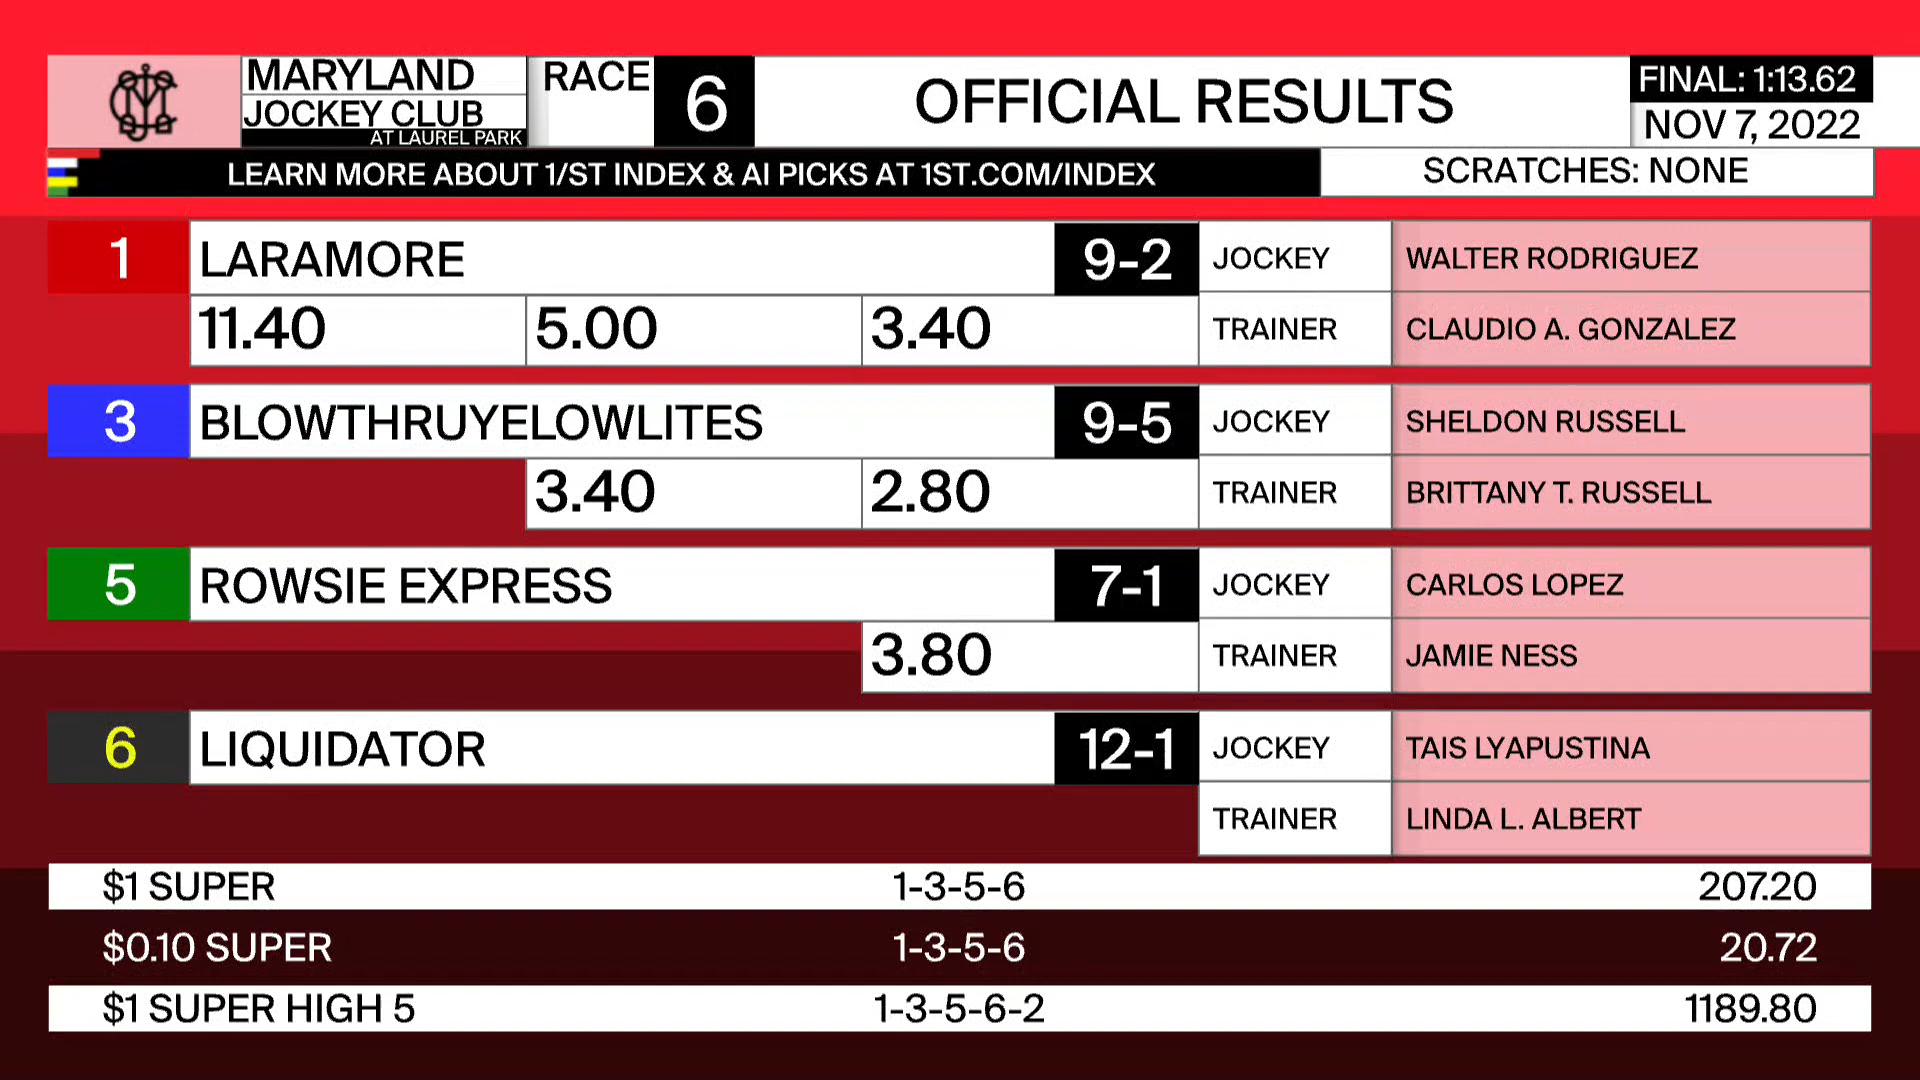 MARYLAND
JOCKEY CLUB
AT LAUREL PARK
RACE 6
OFFICIAL RESULTS
FINAL: 1:13.62
NOV 7, 2022
LEARN MORE ABOUT 1/ST INDEX & AI PICKS AT 1ST.COM/INDEX
SCRATCHES: NONE
1 LARAMORE 9-2 JOCKEY WALTER RODRIGUEZ
11.40 5.00 3.40 TRAINER CLAUDIO A. GONZALEZ
3 BLOWTHRUYELOWLITES 9-5 JOCKEY SHELDON RUSSELL
3.40 2.80 TRAINER BRITTANY T. RUSSELL
5 ROWSIE EXPRESS 7-1 JOCKEY CARLOS LOPEZ
3.80 TRAINER JAMIE NESS
6 LIQUIDATOR 12-1 JOCKEY TAIS LYAPUSTINA
TRAINER LINDA L. ALBERT
$1 SUPER 1-3-5-6 207.20
$0.10 SUPER 1-3-5-6 20.72
$1 SUPER HIGH 5 1-3-5-6-2 1189.80